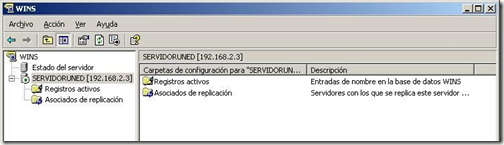 WINS
Archivo Acción Ver Ayuda
WINS
Estado del servidor
SERVIDORUNED [192.168.2.3]
Registros activos
Asociados de replicación
SERVIDORUNED [192.168.2.3]
Carpetas de configuración para "SERVIDORUN... Descripción
Registros activos Entradas de nombre en la base de datos WINS
Asociados de replicación Servidores con los que se replica este servidor ...